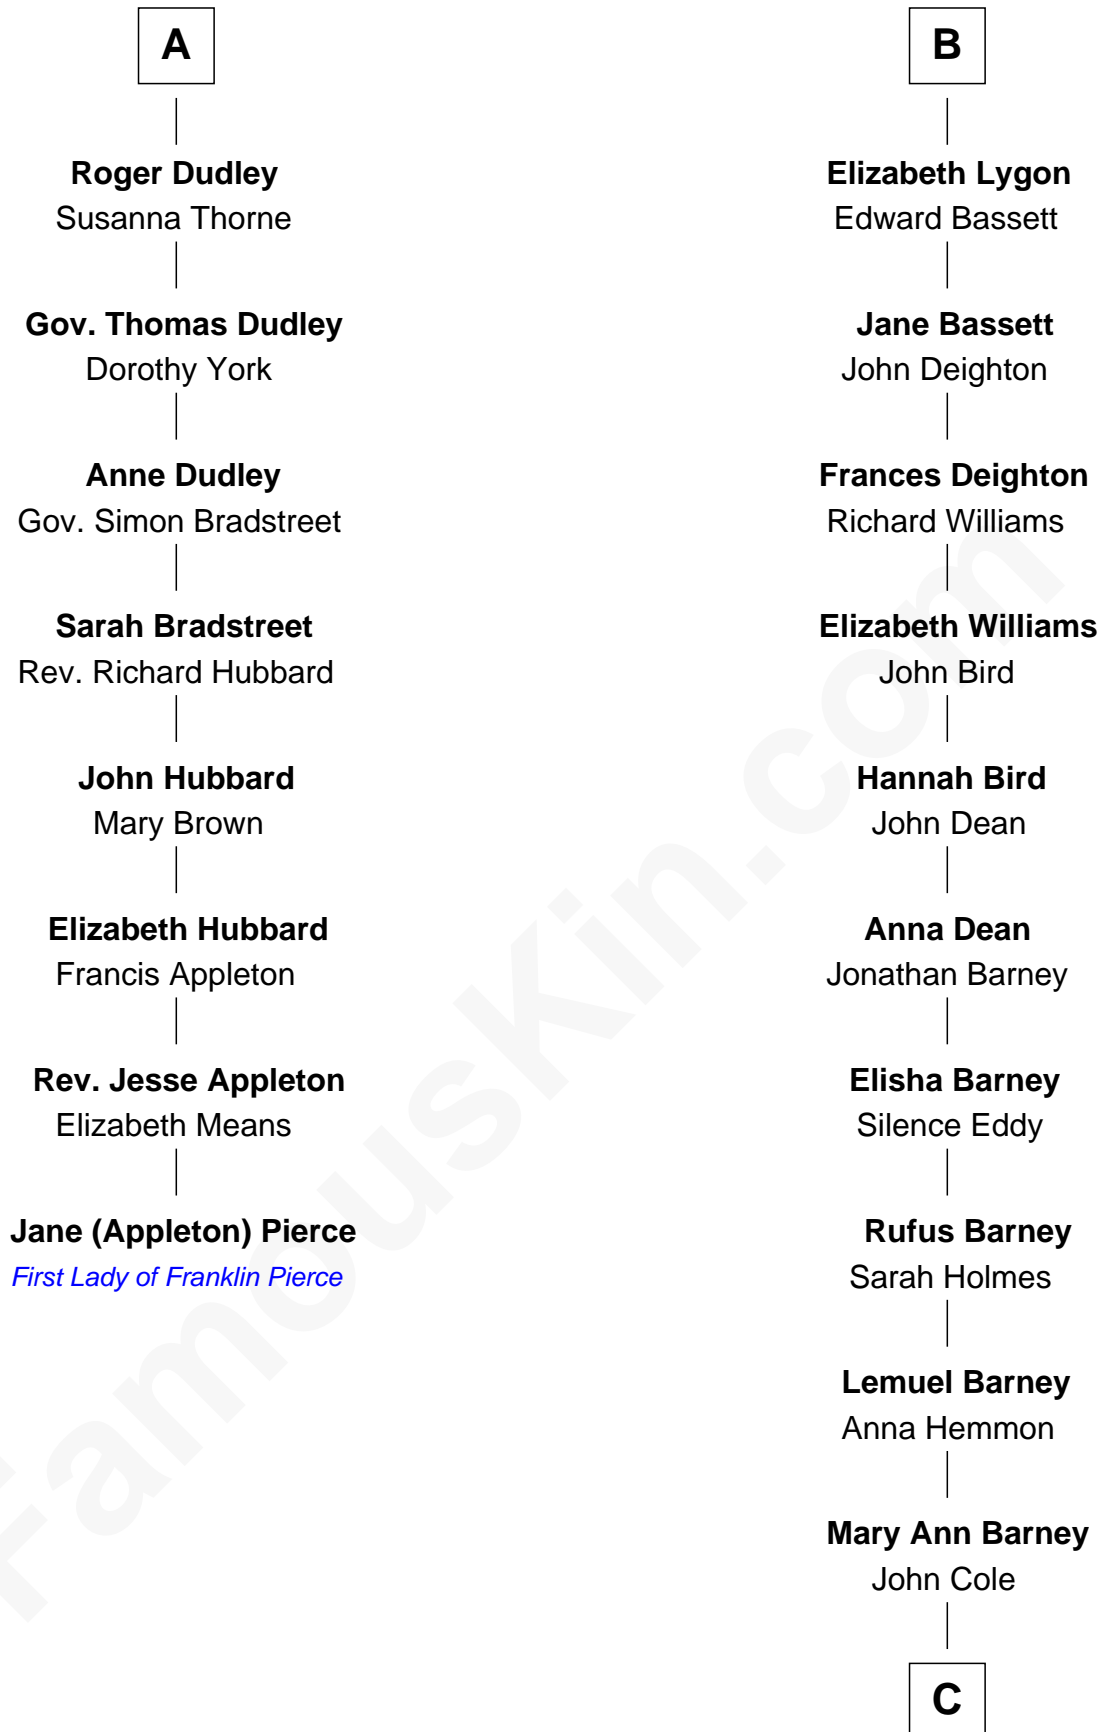 A
Roger Dudley
Susanna Thorne
Gov. Thomas Dudley
Dorothy York
Anne Dudley
Gov. Simon Bradstreet
Sarah Bradstreet
Rev. Richard Hubbard
John Hubbard
Mary Brown
Elizabeth Hubbard
Francis Appleton
Rev. Jesse Appleton
Elizabeth Means
Jane (Appleton) Pierce
First Lady of Franklin Pierce
B
Elizabeth Lygon
Edward Bassett
Jane Bassett
John Deighton
Frances Deighton
Richard Williams
Elizabeth Williams
John Bird
Hannah Bird
John Dean
Anna Dean
Jonathan Barney
Elisha Barney
Silence Eddy
Rufus Barney
Sarah Holmes
Lemuel Barney
Anna Hemmon
Mary Ann Barney
John Cole
C
FamousKin.com